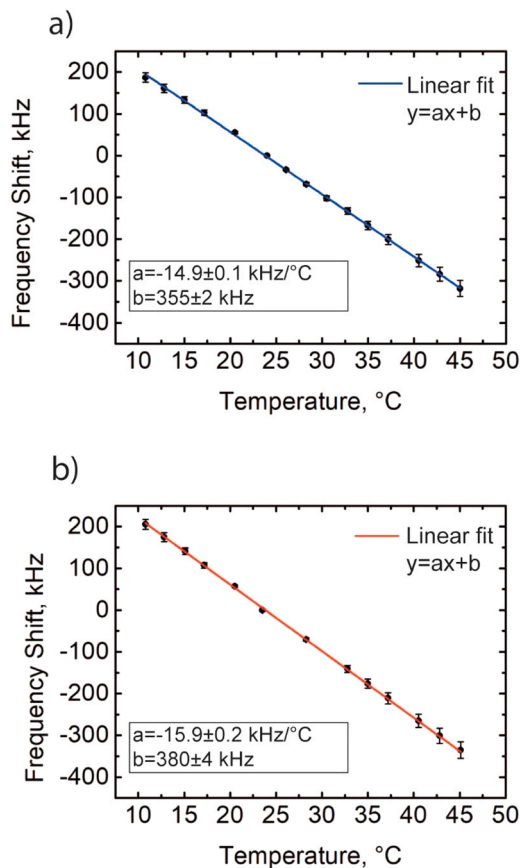 a)
200
100
0
-100
-200
-300
-400
Frequency Shift, kHz
Linear fit
y=ax+b
a=-14.9±0.1 kHz/°C
b=355±2 kHz
10 15 20 25 30 35 40 45 50
Temperature, °C
b)
200
100
0
-100
-200
-300
-400
Frequency Shift, kHz
Linear fit
y=ax+b
a=-15.9±0.2 kHz/°C
b=380±4 kHz
10 15 20 25 30 35 40 45 50
Temperature, °C